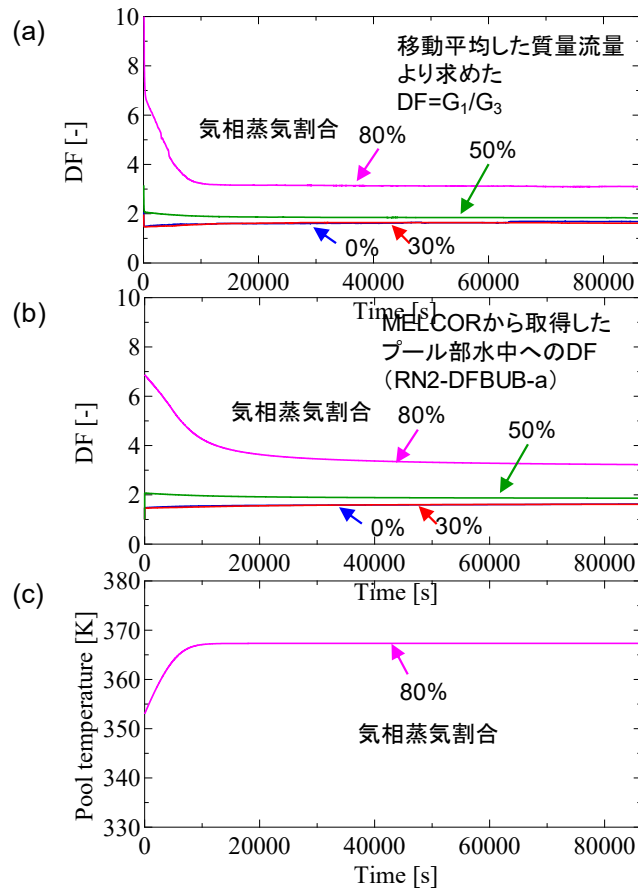 (a)
10
8
6
4
2
0
DF [-]
移動平均した質量流量
より求めた
DF=G1/G3
気相蒸気割合
80%
50%
0%
30%
0 20000 40000 60000 80000
Time [s]
(b)
10
8
6
4
2
0
DF [-]
MELCORから取得した
プール部水中へのDF
（RN2-DFBUB-a）
気相蒸気割合
80%
50%
0%
30%
0 20000 40000 60000 80000
Time [s]
(c)
380
370
360
350
340
330
Pool temperature [K]
80%
気相蒸気割合
0 20000 40000 60000 80000
Time [s]